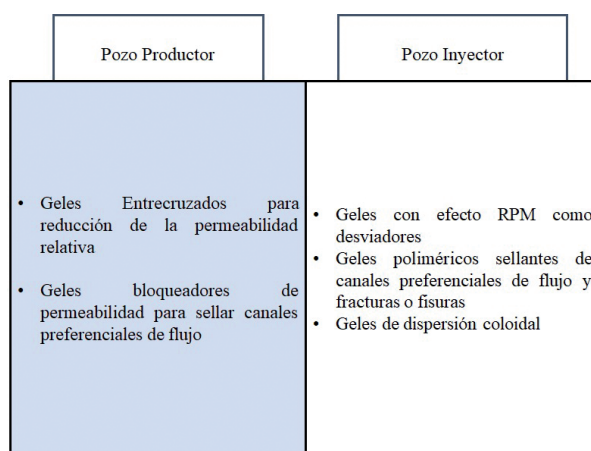 Pozo Productor
Pozo Inyector
• Geles Entrecruzados para
reducción de la permeabilidad
relativa
• Geles bloqueadores de
permeabilidad para sellar canales
preferenciales de flujo
• Geles con efecto RPM como
desviadores
• Geles poliméricos sellantes de
canales preferenciales de flujo y
fracturas o fisuras
• Geles de dispersión coloidal